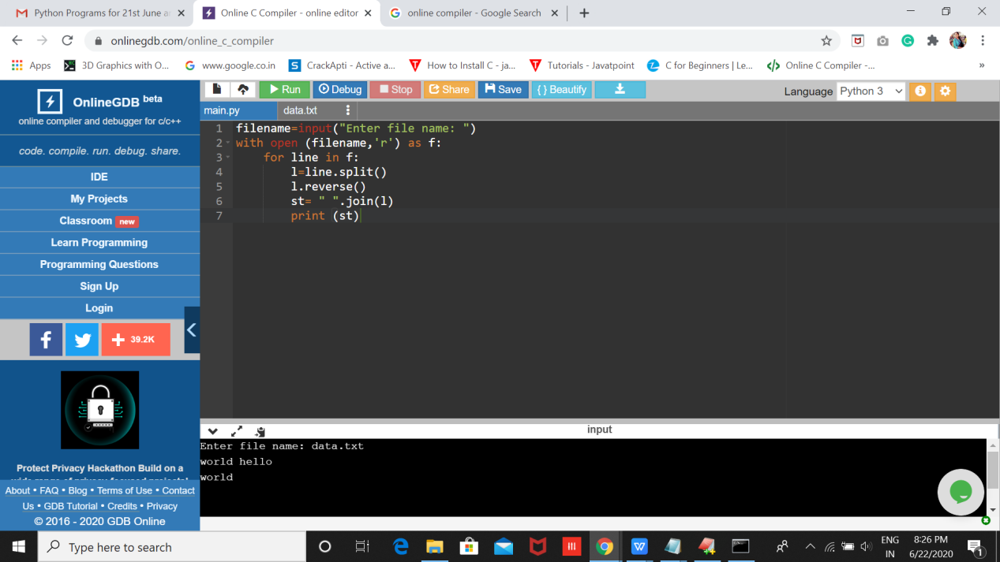 Python Programs for 21st June a
Online C Compiler - online editor
online compiler - Google Search
onlinegdb.com/online_c_compiler
Apps
3D Graphics with O...
www.google.co.in
CrackApti - Active a...
How to Install C - ja...
Tutorials - Javatpoint
C for Beginners | Le...
Online C Compiler -...
»
OnlineGDB beta
online compiler and debugger for c/c++
code. compile. run. debug. share.
IDE
My Projects
Classroom new
Learn Programming
Programming Questions
Sign Up
Login
39.2K
Protect Privacy Hackathon Build on a
wide range of privacy focused projects!
About • FAQ • Blog • Terms of Use • Contact
Us • GDB Tutorial • Credits • Privacy
© 2016 - 2020 GDB Online
Run Debug Stop Share Save { } Beautify
Language Python 3
main.py data.txt
1 filename=input("Enter file name: ")
2 with open (filename,'r') as f:
3     for line in f:
4         l=line.split()
5         l.reverse()
6         st= " ".join(l)
7         print (st)
input
Enter file name: data.txt
world hello
world
Type here to search
ENG
IN
8:26 PM
6/22/2020
1